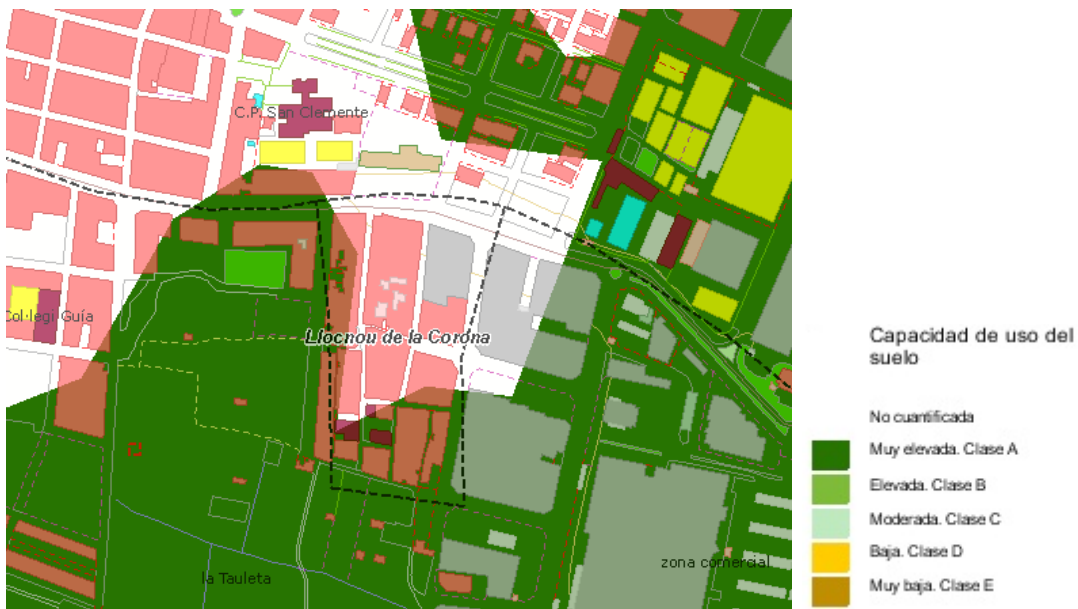 C.P. San Clemente
Col·legi Guía
Llocnou de la Corona
la Tauleta
zona comercial
Capacidad de uso del
suelo
No cuantificada
Muy elevada. Clase A
Elevada. Clase B
Moderada. Clase C
Baja. Clase D
Muy baja. Clase E